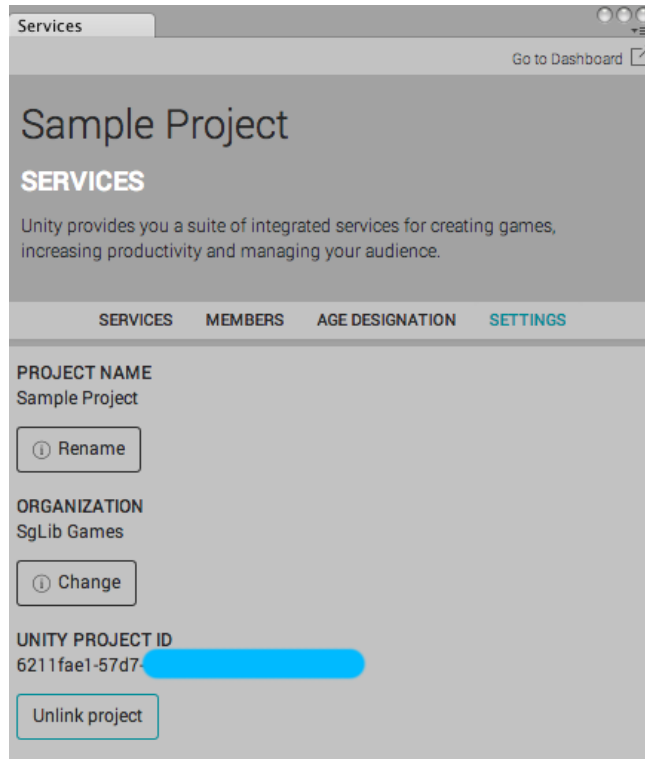 Services
Go to Dashboard
Sample Project
SERVICES
Unity provides you a suite of integrated services for creating games,
increasing productivity and managing your audience.
SERVICES MEMBERS AGE DESIGNATION SETTINGS
PROJECT NAME
Sample Project
Rename
ORGANIZATION
SgLib Games
Change
UNITY PROJECT ID
6211fae1-57d7-
Unlink project